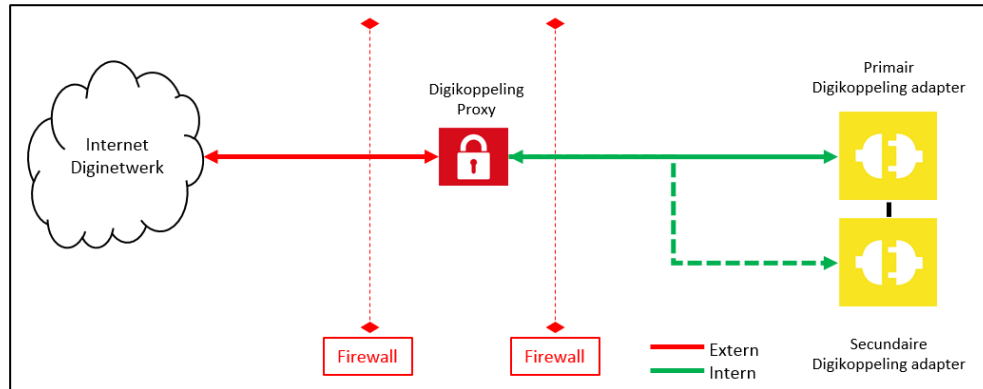 Primair
Digikoppeling adapter
Digikoppeling
Proxy
Internet
Diginetwerk
Firewall
Firewall
Extern
Intern
Secundaire
Digikoppeling adapter